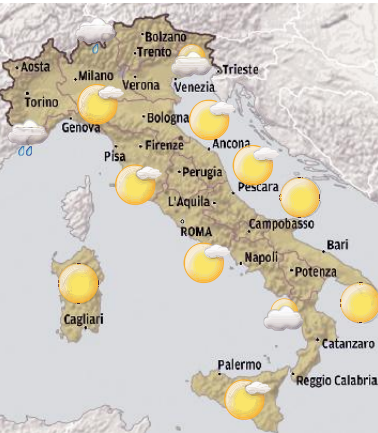 Bolzano
Trento
Aosta
Milano
Verona
Venezia
Trieste
Torino
Genova
Bologna
Pisa
Firenze
Ancona
Perugia
Pescara
L'Aquila
ROMA
Campobasso
Napoli
Bari
Potenza
Cagliari
Catanzaro
Palermo
Reggio Calabria